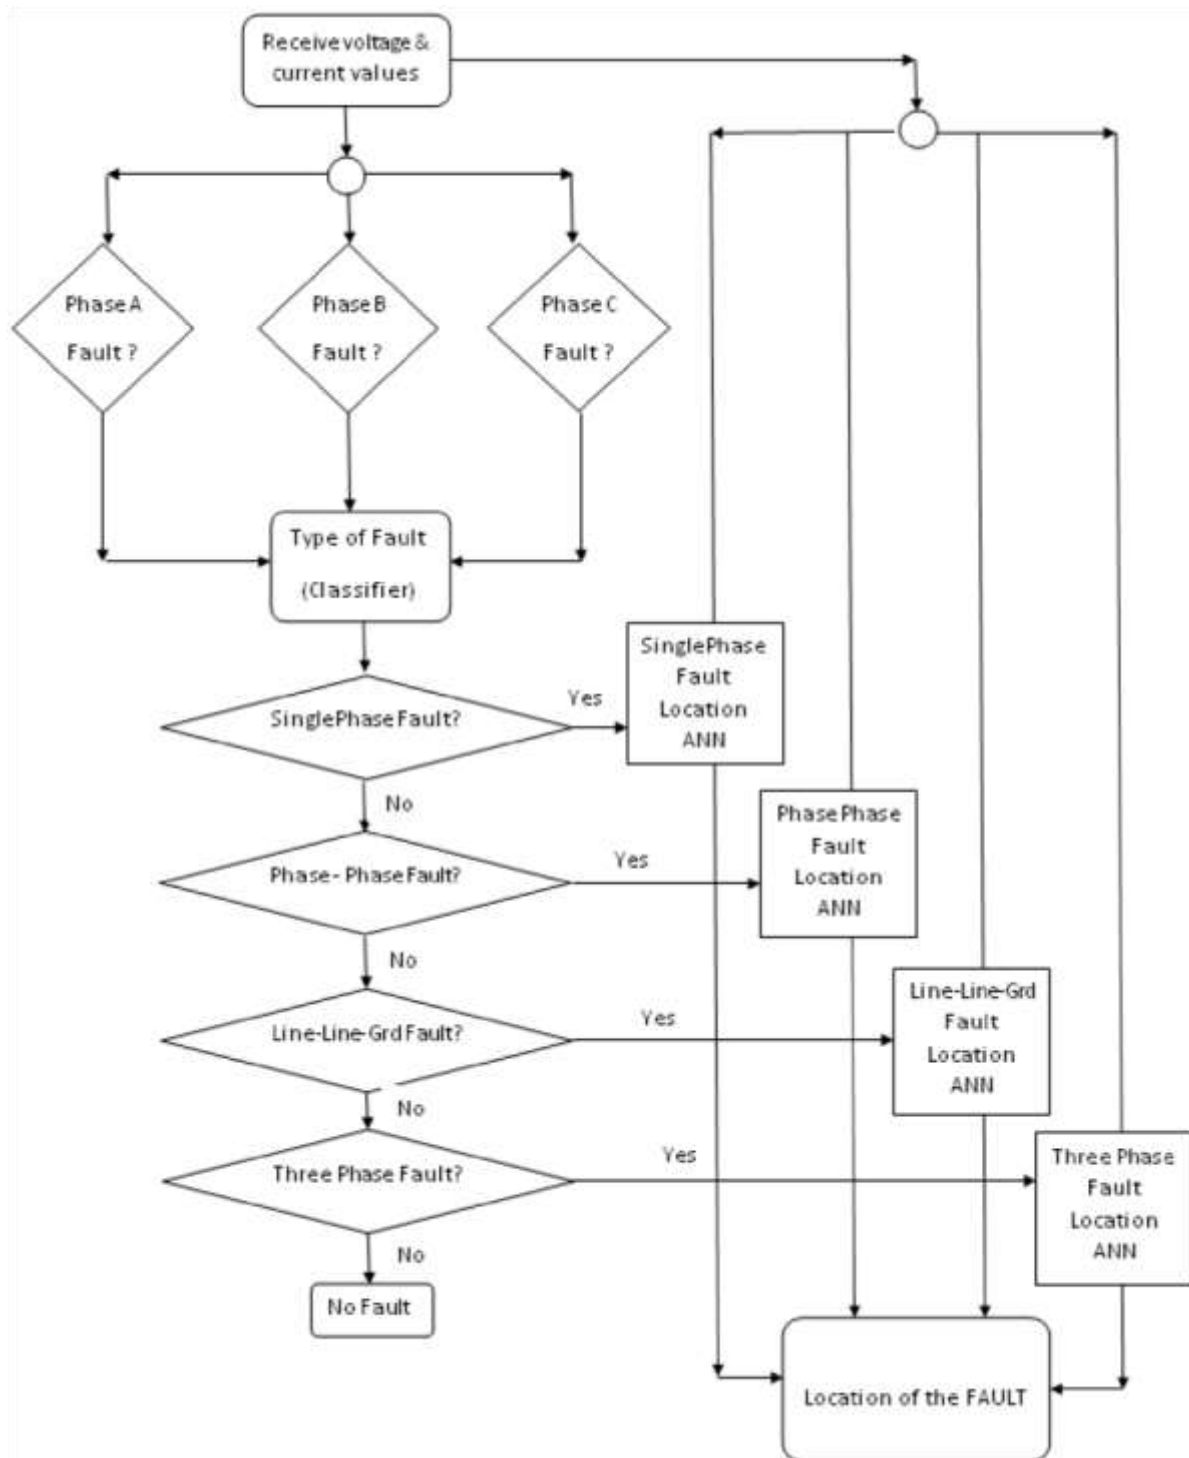 Receive voltage &
current values
Phase A
Fault ?
Phase B
Fault ?
Phase C
Fault ?
Type of Fault
(Classifier)
SinglePhase Fault?
Yes
SinglePhase
Fault
Location
ANN
No
Phase - Phase Fault?
Yes
Phase Phase
Fault
Location
ANN
No
Line-Line-Grd Fault?
Yes
Line-Line-Grd
Fault
Location
ANN
No
Three Phase Fault?
Yes
Three Phase
Fault
Location
ANN
No
No Fault
Location of the FAULT